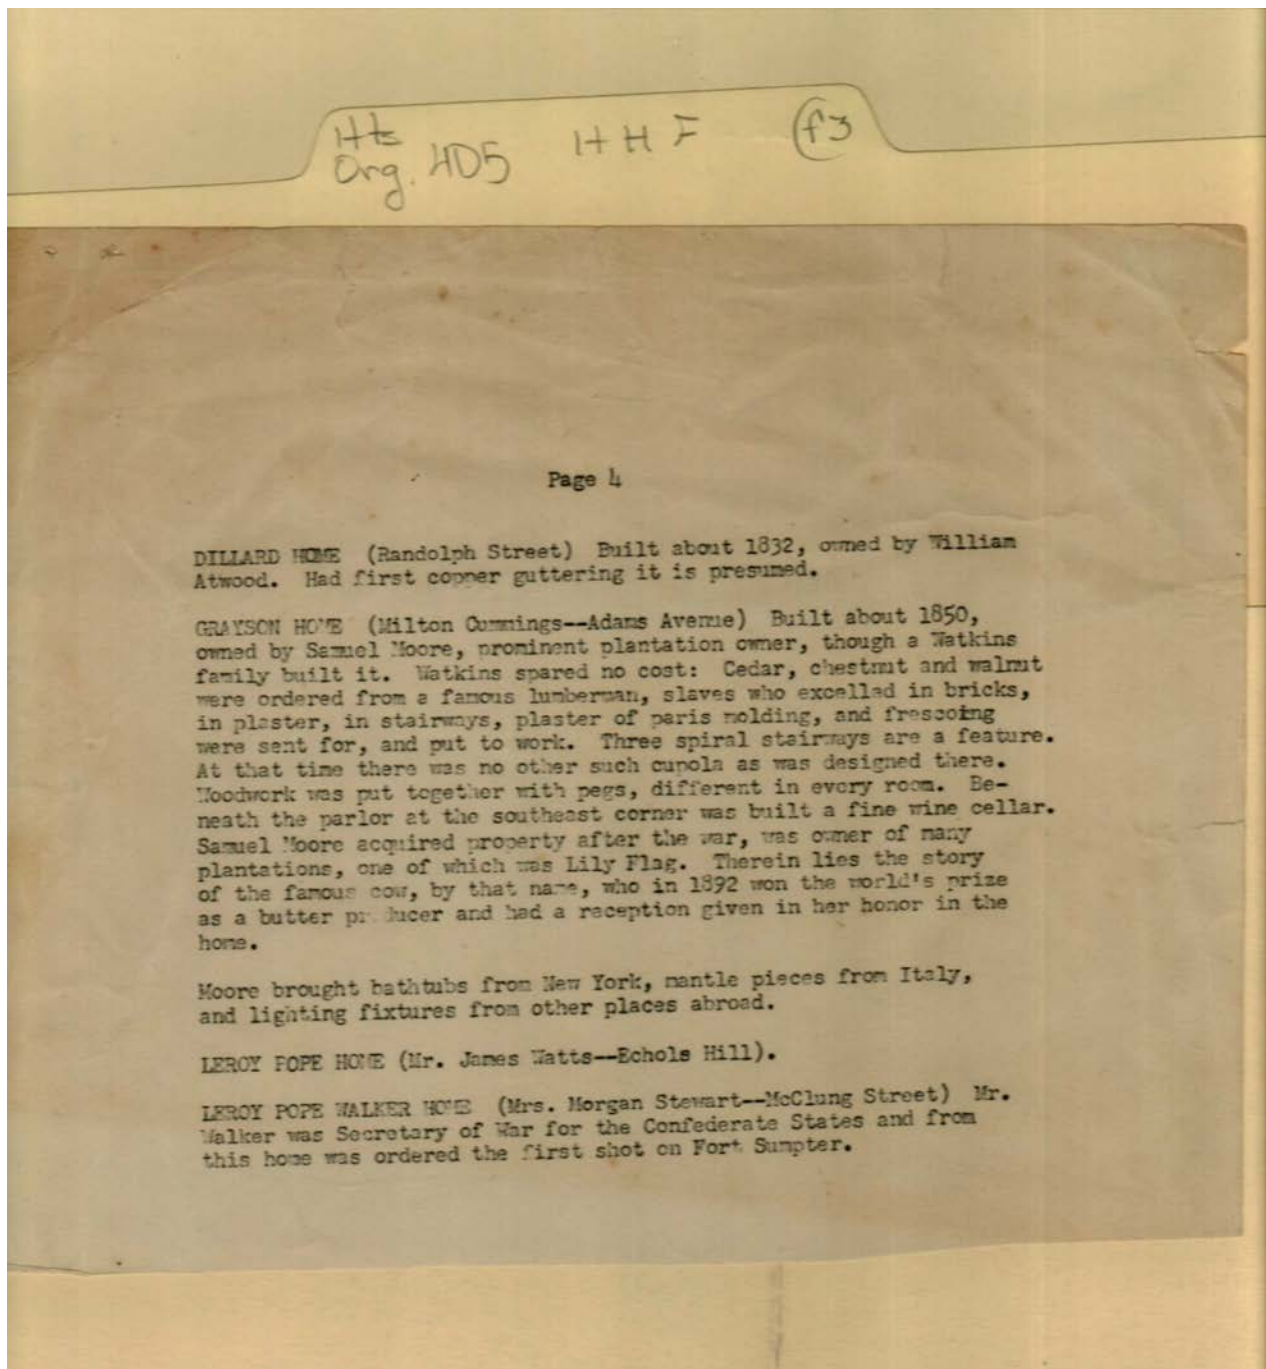 Hts
Org. 4D5 HHF f3
Page 4
DILLARD HOME (Randolph Street) Built about 1832, owned by William
Atwood. Had first copper guttering it is presumed.
GRAYSON HOME (Milton Cummings--Adams Avenue) Built about 1850,
owned by Samuel Moore, prominent plantation owner, though a Watkins
family built it. Watkins spared no cost: Cedar, chestnut and walnut
were ordered from a famous lumberman, slaves who excelled in bricks,
in plaster, in stairways, plaster of paris molding, and frescoing
were sent for, and put to work. Three spiral stairways are a feature.
At that time there was no other such cupola as was designed there.
Woodwork was put together with pegs, different in every room. Be-
neath the parlor at the southeast corner was built a fine wine cellar.
Samuel Moore acquired property after the war, was owner of many
plantations, one of which was Lily Flag. Therein lies the story
of the famous cow, by that name, who in 1892 won the world's prize
as a butter producer and had a reception given in her honor in the
home.
Moore brought bathtubs from New York, mantle pieces from Italy,
and lighting fixtures from other places abroad.
LEROY POPE HOME (Mr. James Watts--Echols Hill).
LEROY POPE WALKER HOME (Mrs. Morgan Stewart--McClung Street) Mr.
Walker was Secretary of War for the Confederate States and from
this home was ordered the first shot on Fort Sumpter.